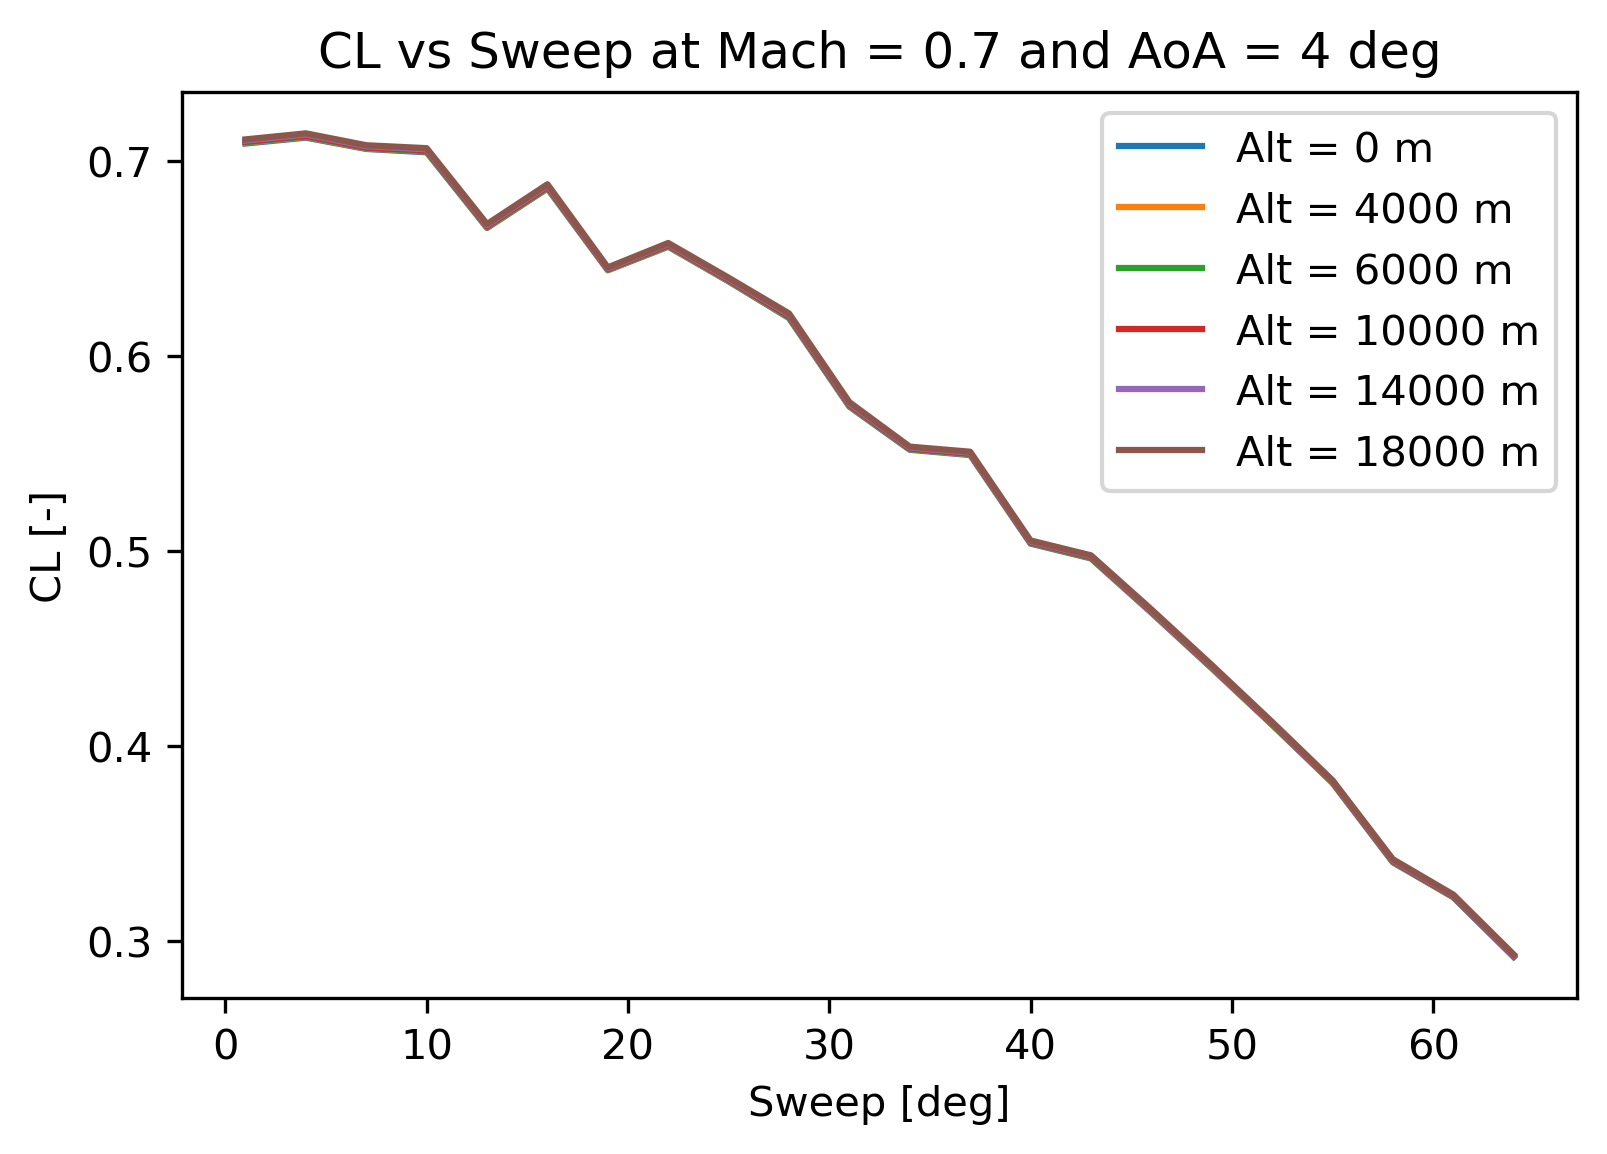 CL vs Sweep at Mach = 0.7 and AoA = 4 deg
Alt = 0 m
Alt = 4000 m
Alt = 6000 m
Alt = 10000 m
Alt = 14000 m
Alt = 18000 m
CL [-]
0.7
0.6
0.5
0.4
0.3
0 10 20 30 40 50 60
Sweep [deg]